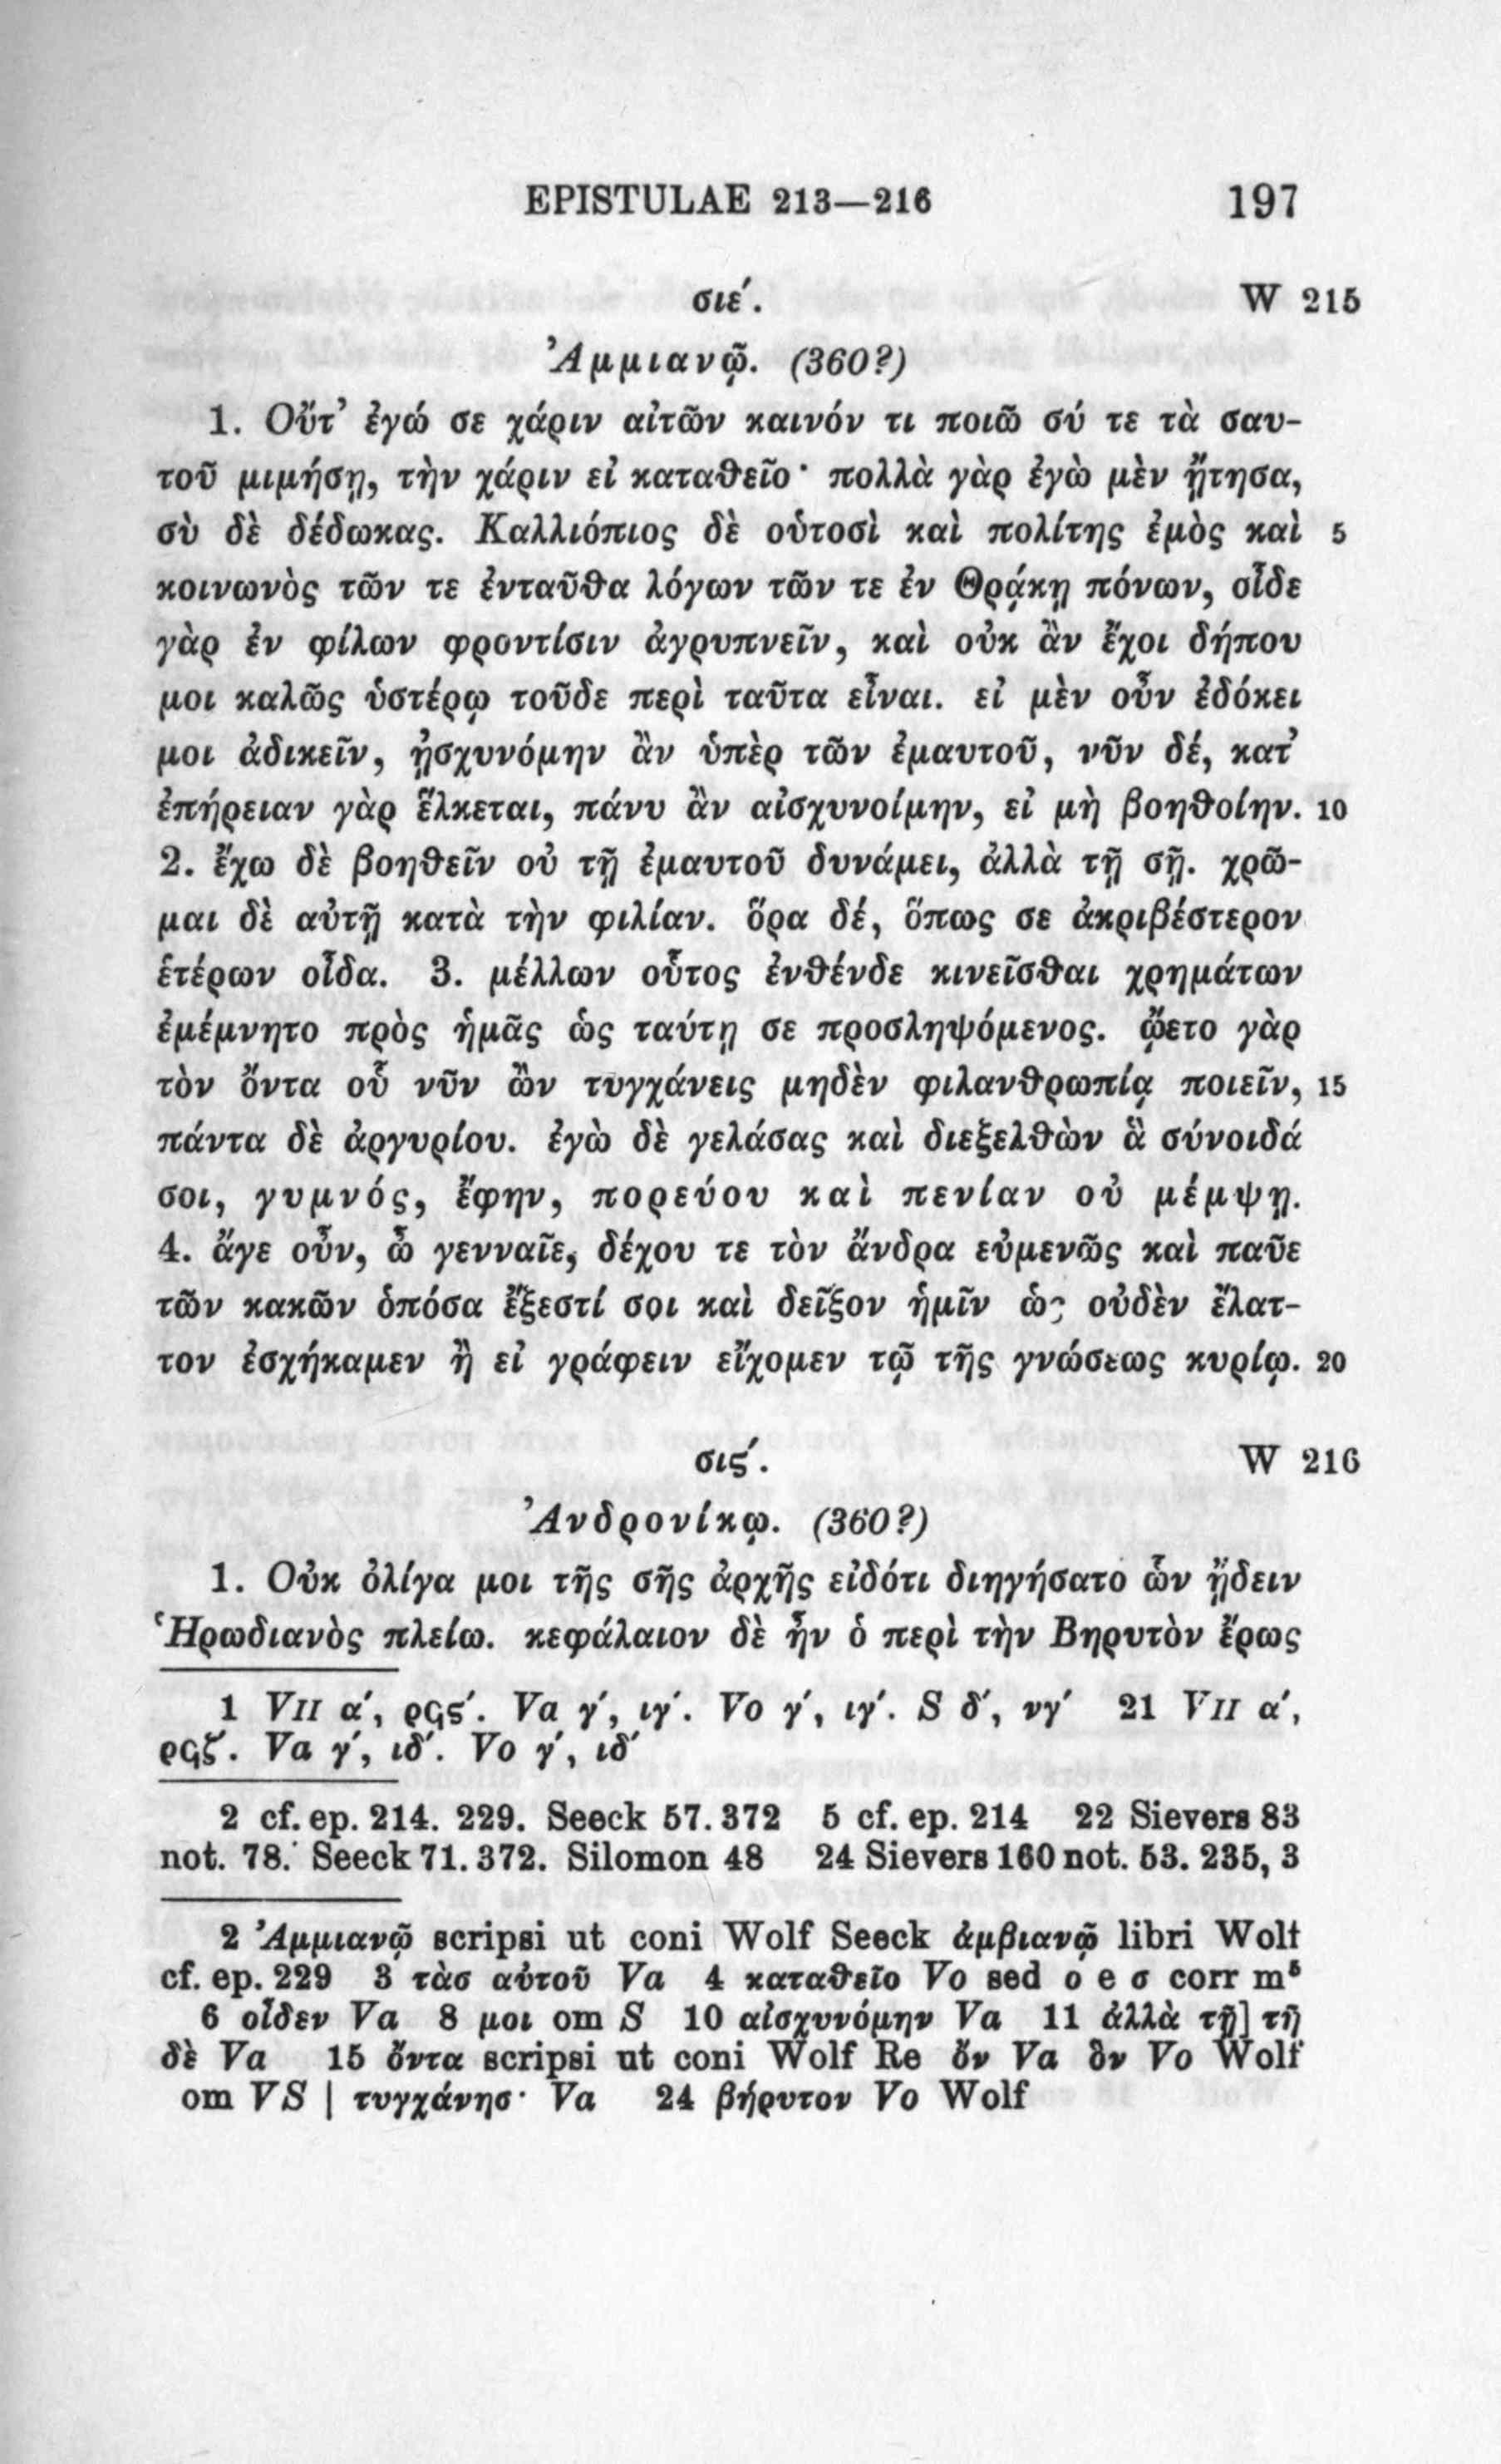 EPISTULAE 213—216 197
σιε΄. W 215
Ἀμμιανῷ. (360?)
1. Οὔτ’ ἐγώ σε χάριν αἰτῶν καινόν τι ποιῶ σύ τε τὰ σαυ-
τοῦ μιμήσῃ, τὴν χάριν εἰ καταθεῖο· πολλὰ γὰρ ἐγὼ μὲν ᾔτησα,
σὺ δὲ δέδωκας. Καλλιόπιος δὲ οὑτοσὶ καὶ πολίτης ἐμὸς καὶ 5
κοινωνὸς τῶν τε ἐνταῦθα λόγων τῶν τε ἐν Θρᾴκῃ πόνων, οἶδε
γὰρ ἐν φίλων φροντίσιν ἀγρυπνεῖν, καὶ οὐκ ἂν ἔχοι δήπου
μοι καλῶς ὑστέρῳ τοῦδε περὶ ταῦτα εἶναι. εἰ μὲν οὖν ἐδόκει
μοι ἀδικεῖν, ᾐσχυνόμην ἂν ὑπὲρ τῶν ἐμαυτοῦ, νῦν δέ, κατ’
ἐπήρειαν γὰρ ἕλκεται, πάνυ ἂν αἰσχυνοίμην, εἰ μὴ βοηθοίην. 10
2. ἔχω δὲ βοηθεῖν οὐ τῇ ἐμαυτοῦ δυνάμει, ἀλλὰ τῇ σῇ. χρῶ-
μαι δὲ αὐτῇ κατὰ τὴν φιλίαν. ὅρα δέ, ὅπως σε ἀκριβέστερον
ἑτέρων οἶδα. 3. μέλλων οὗτος ἐνθένδε κινεῖσθαι χρημάτων
ἐμέμνητο πρὸς ἡμᾶς ὡς ταύτῃ σε προσληψόμενος. ᾤετο γὰρ
τὸν ὄντα οὗ νῦν ὢν τυγχάνεις μηδὲν φιλανθρωπίᾳ ποιεῖν, 15
πάντα δὲ ἀργυρίου. ἐγὼ δὲ γελάσας καὶ διεξελθὼν ἃ σύνοιδά
σοι, γυμνός, ἔφην, πορεύου καὶ πενίαν οὐ μέμψῃ.
4. ἄγε οὖν, ὦ γενναῖε, δέχου τε τὸν ἄνδρα εὐμενῶς καὶ παῦε
τῶν κακῶν ὁπόσα ἔξεστί σοι καὶ δεῖξον ἡμῖν ὡς οὐδὲν ἔλατ-
τον ἐσχήκαμεν ἢ εἰ γράφειν εἴχομεν τῷ τῆς γνώσεως κυρίῳ. 20
σιϛ΄. W 216
Ἀνδρονίκῳ. (360?)
1. Οὐκ ὀλίγα μοι τῆς σῆς ἀρχῆς εἰδότι διηγήσατο ὧν ᾔδειν
Ἡρωδιανὸς πλείω. κεφάλαιον δὲ ἦν ὁ περὶ τὴν Βηρυτὸν ἔρως
1 VII α΄, ρϟϛ΄. Va γ΄, ιγ΄. Vo γ΄, ιγ΄. S δ΄, νγ΄ 21 VII α΄,
ρϟζ΄. Va γ΄, ιδ΄. Vo γ΄, ιδ΄
2 cf. ep. 214. 229. Seeck 57. 372 5 cf. ep. 214 22 Sievers 83
not. 78. Seeck 71. 372. Silomon 48 24 Sievers 160 not. 53. 235, 3
2 Ἀμμιανῷ scripsi ut coni Wolf Seeck ἀμβιανῷ libri Wolf
cf. ep. 229 3 τὰσ αὑτοῦ Va 4 καταθεῖο Vo sed ο e σ corr m⁵
6 οἶδεν Va 8 μοι om S 10 αἰσχυνόμην Va 11 ἀλλὰ τῇ] τῆ
δὲ Va 15 ὄντα scripsi ut coni Wolf Re ὄν Va ὃν Vo Wolf
om VS | τυγχάνησ· Va 24 βήρυτον Vo Wolf